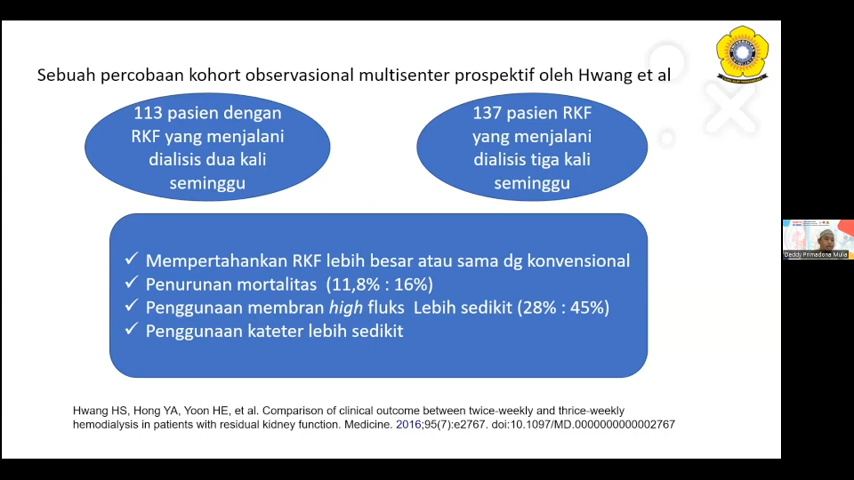 Sebuah percobaan kohort observasional multisenter prospektif oleh Hwang et al
113 pasien dengan
RKF yang menjalani
dialisis dua kali
seminggu
137 pasien RKF
yang menjalani
dialisis tiga kali
seminggu
✓ Mempertahankan RKF lebih besar atau sama dg konvensional
✓ Penurunan mortalitas (11,8% : 16%)
✓ Penggunaan membran high fluks Lebih sedikit (28% : 45%)
✓ Penggunaan kateter lebih sedikit
Hwang HS, Hong YA, Yoon HE, et al. Comparison of clinical outcome between twice-weekly and thrice-weekly
hemodialysis in patients with residual kidney function. Medicine. 2016;95(7):e2767. doi:10.1097/MD.0000000000002767
Deddy Primadona Mula